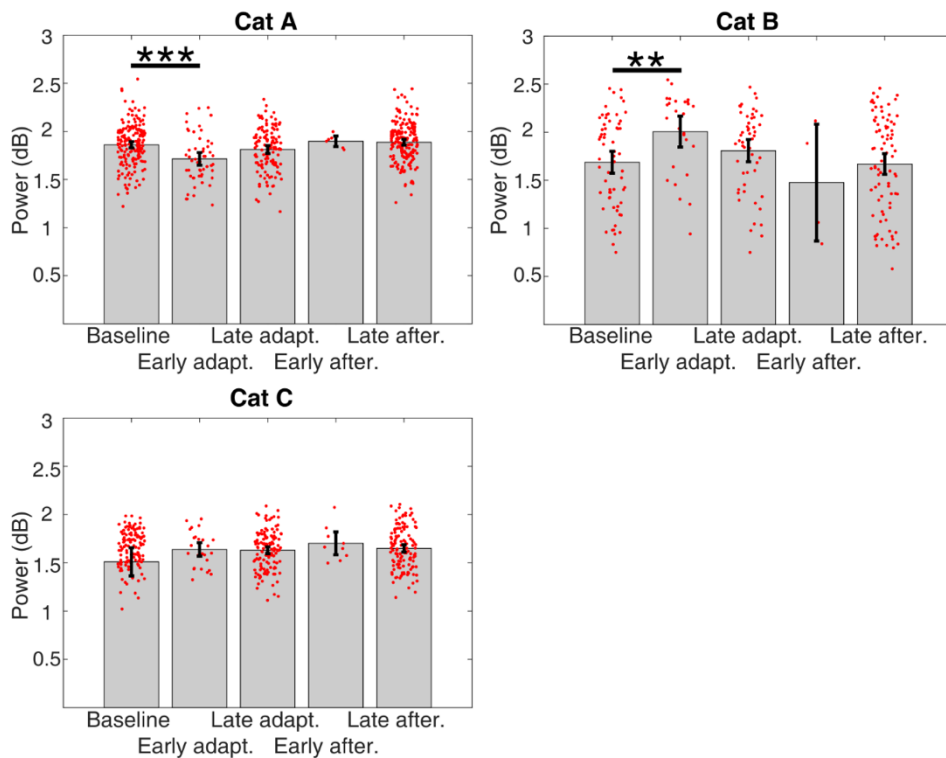 Cat A
3
2.5
2
1.5
1
0.5
Power (dB)
***
Baseline Late adapt. Late after.
Early adapt. Early after.
Cat B
3
2.5
2
1.5
1
0.5
Power (dB)
**
Baseline Late adapt. Late after.
Early adapt. Early after.
Cat C
3
2.5
2
1.5
1
0.5
Power (dB)
Baseline Late adapt. Late after.
Early adapt. Early after.